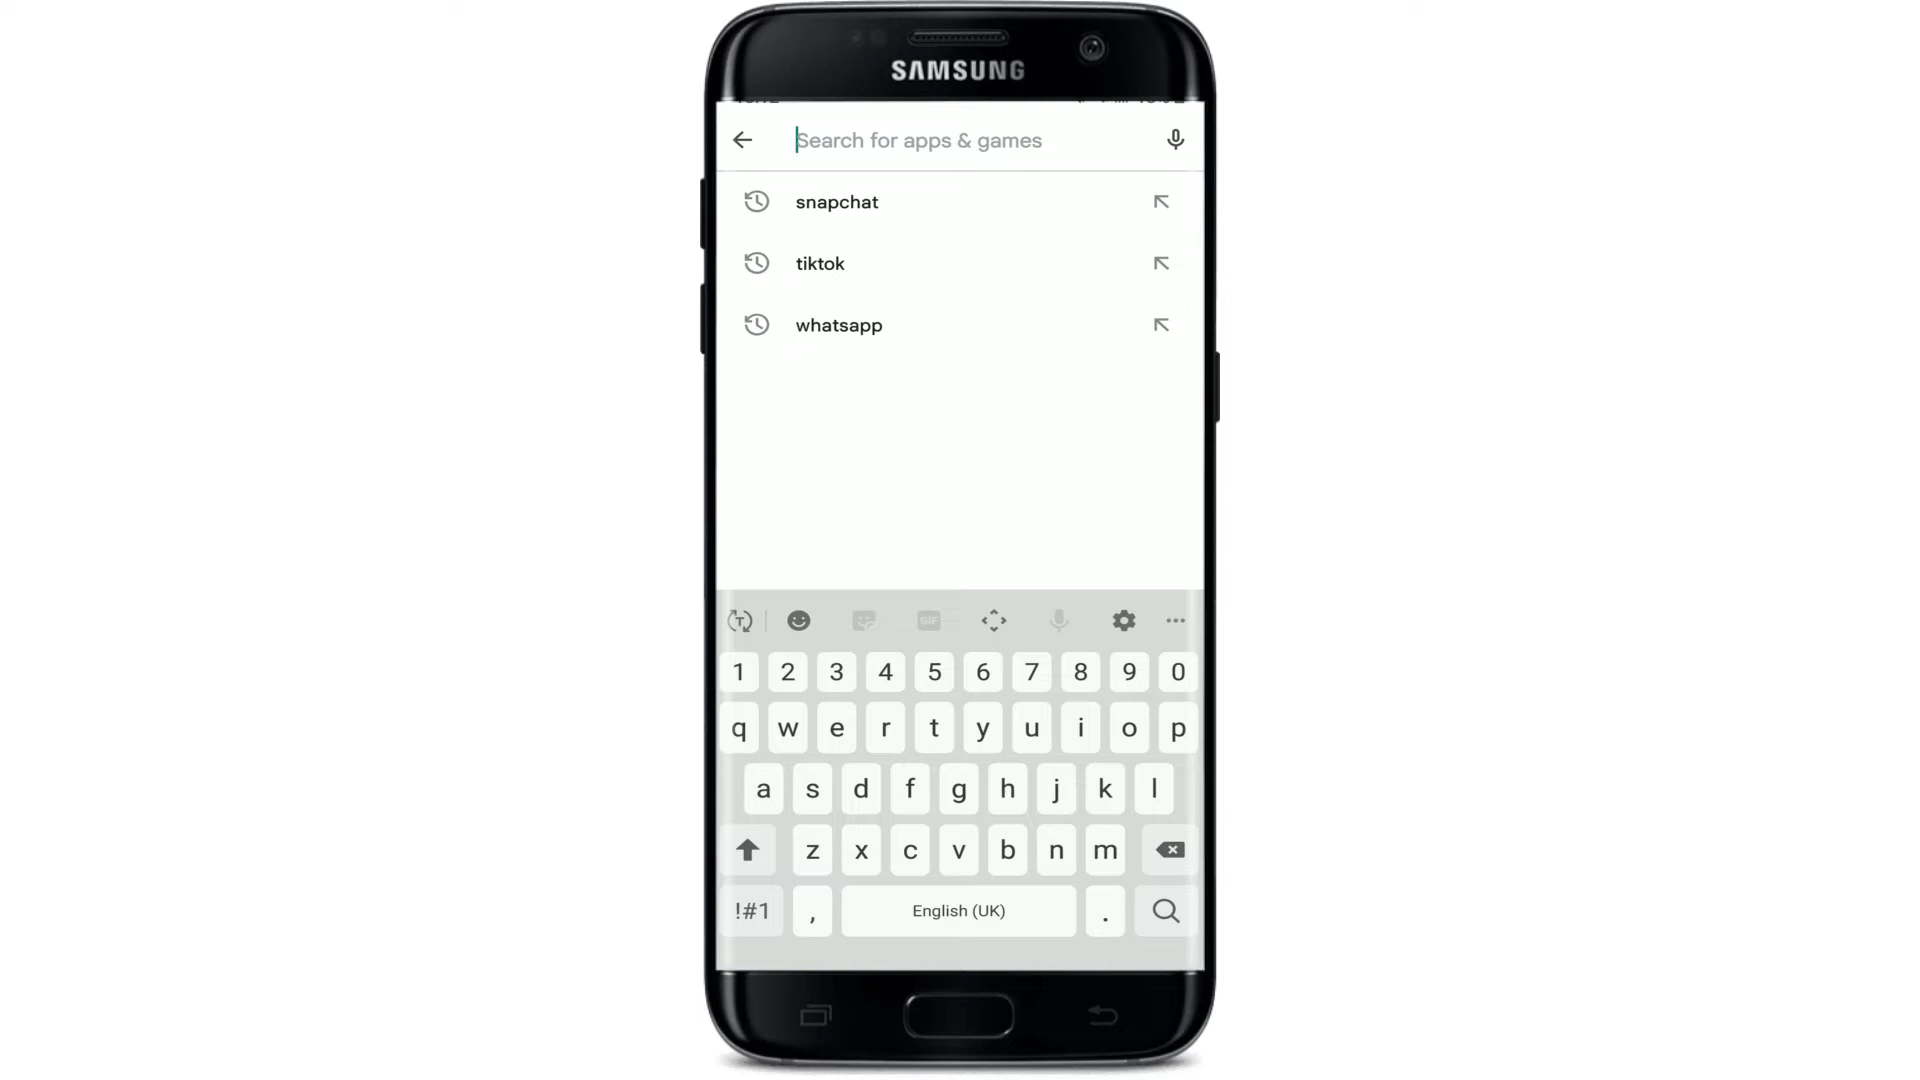 SAMSUNG
Search for apps & games
snapchat
tiktok
whatsapp
GIF
1 2 3 4 5 6 7 8 9 0
q w e r t y u i o p
a s d f g h j k l
z x c v b n m
!#1 , English (UK) .